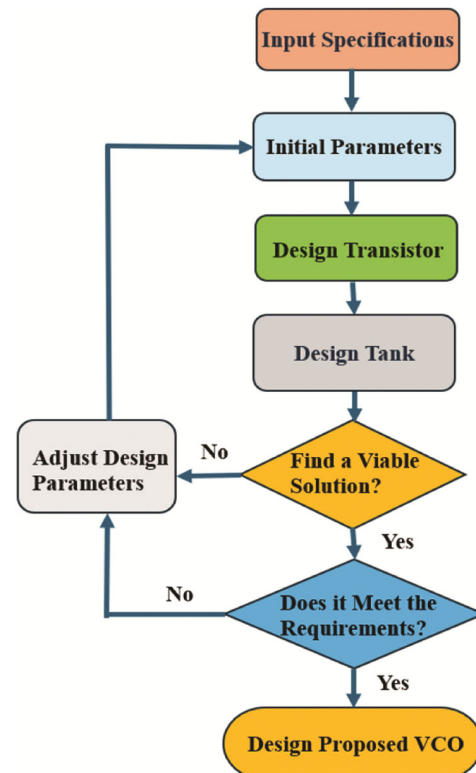 Input Specifications
Initial Parameters
Design Transistor
Design Tank
No
Adjust Design
Parameters
Find a Viable
Solution?
Yes
No
Does it Meet the
Requirements?
Yes
Design Proposed VCO